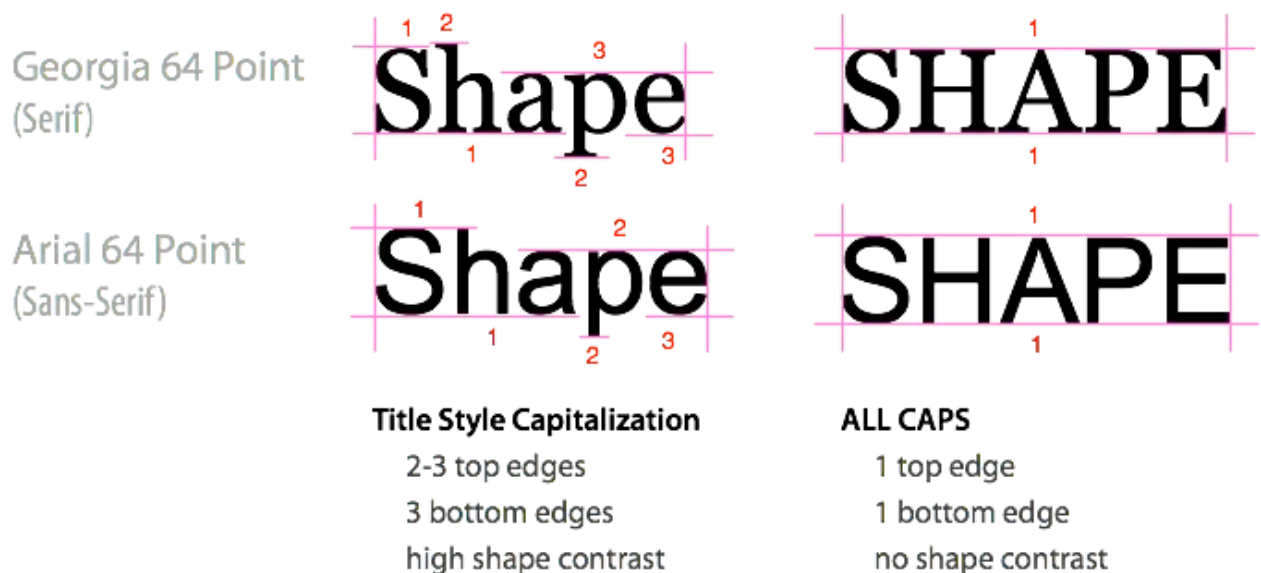 1 2 3 1
Georgia 64 Point Shape SHAPE
(Serif)
1 2 3 1
1 2 1
Arial 64 Point Shape SHAPE
(Sans-Serif)
1 2 3 1
Title Style Capitalization
2-3 top edges
3 bottom edges
high shape contrast
ALL CAPS
1 top edge
1 bottom edge
no shape contrast